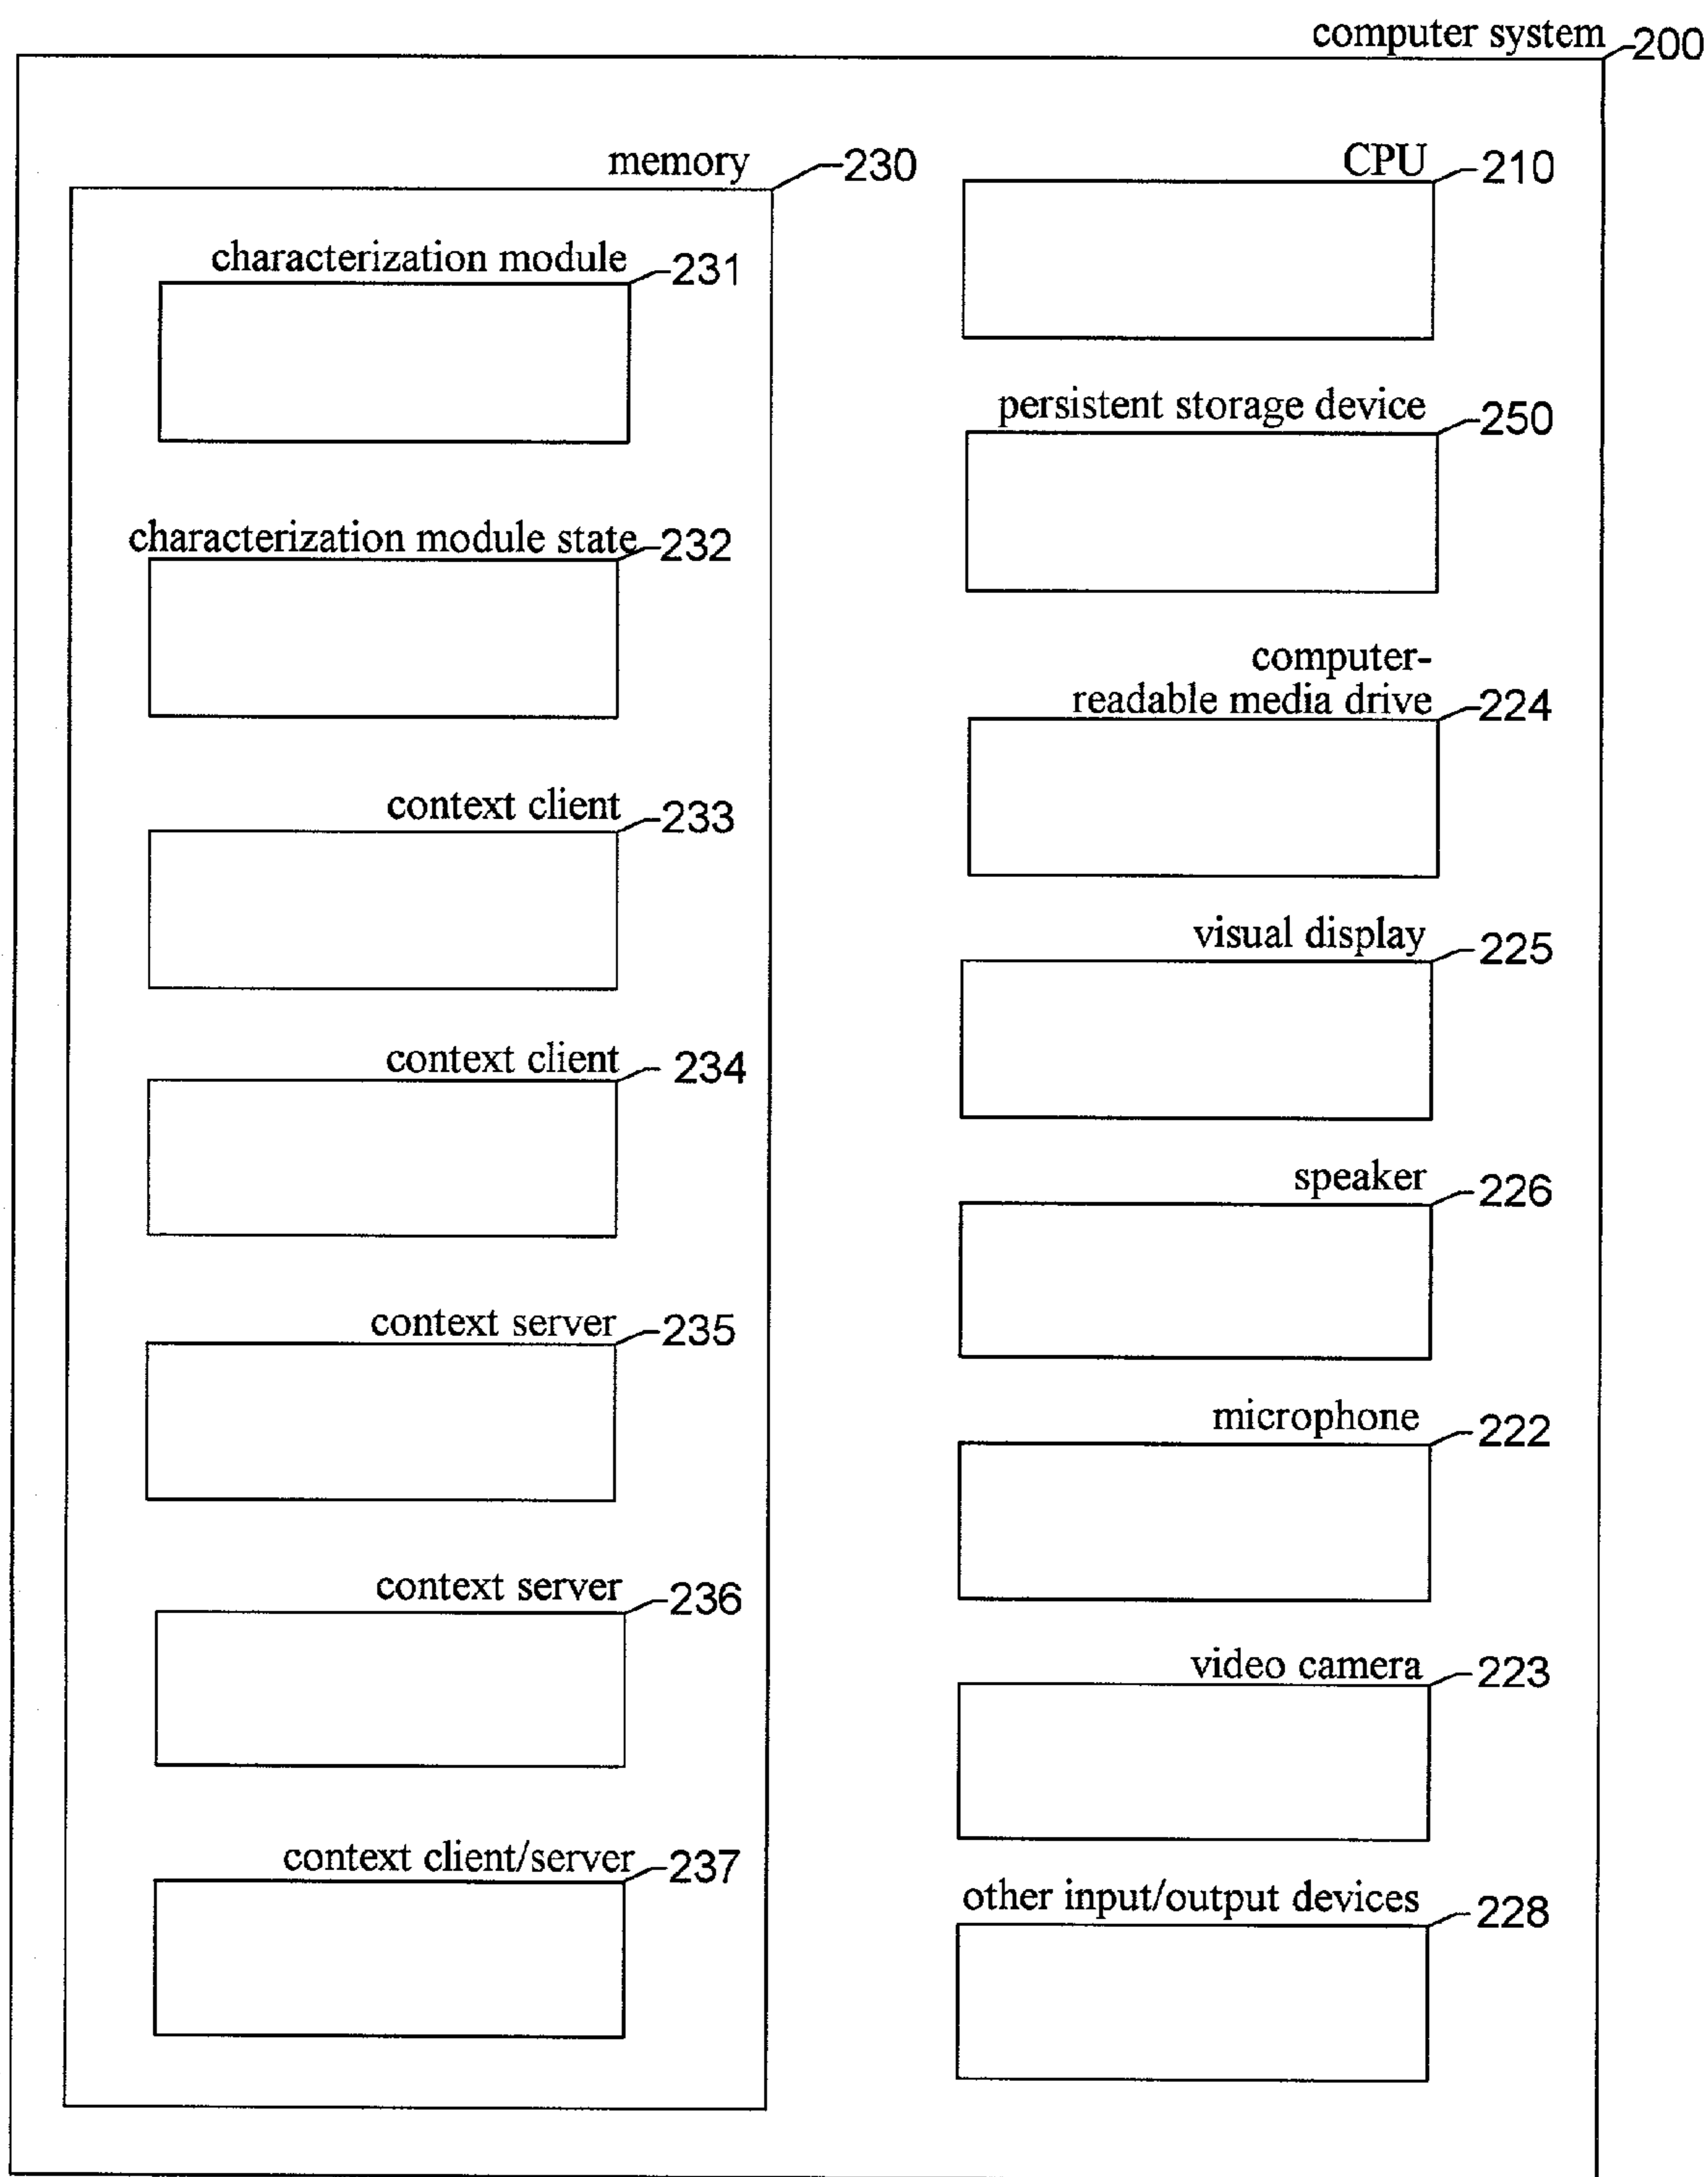 computer system 200
memory 230
characterization module 231
characterization module state 232
context client 233
context client 234
context server 235
context server 236
context client/server 237
CPU 210
persistent storage device 250
computer-
readable media drive 224
visual display 225
speaker 226
microphone 222
video camera 223
other input/output devices 228